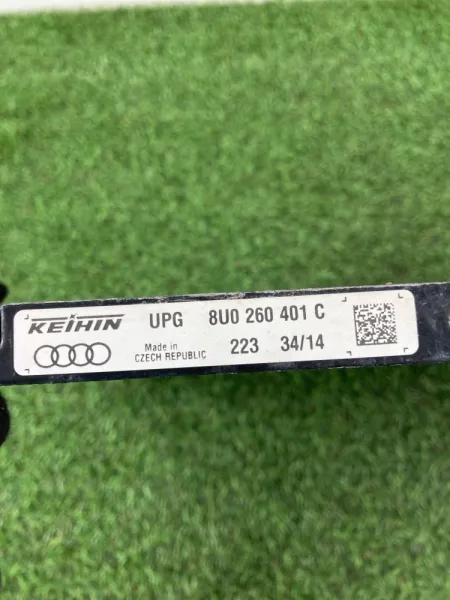 KEIHIN UPG 8U0 260 401 C
Made in
CZECH REPUBLIC 223 34/14